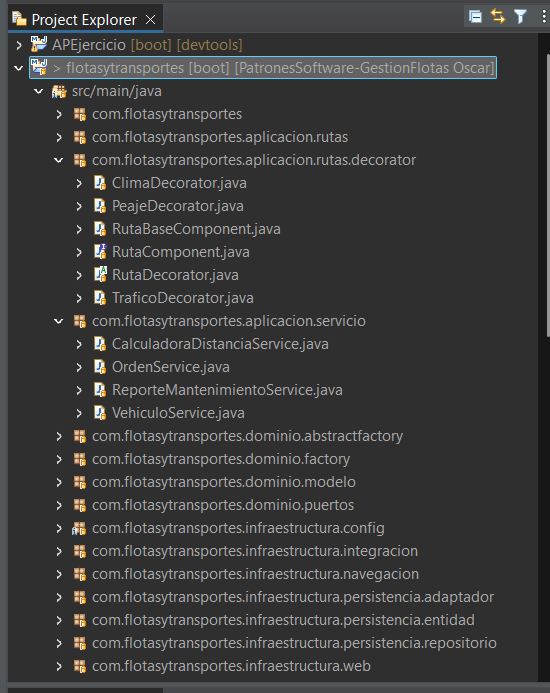 Project Explorer
APEjercicio [boot] [devtools]
> flotasytransportes [boot] [PatronesSoftware-GestionFlotas Oscar]
src/main/java
com.flotasytransportes
com.flotasytransportes.aplicacion.rutas
com.flotasytransportes.aplicacion.rutas.decorator
ClimaDecorator.java
PeajeDecorator.java
RutaBaseComponent.java
RutaComponent.java
RutaDecorator.java
TraficoDecorator.java
com.flotasytransportes.aplicacion.servicio
CalculadoraDistanciaService.java
OrdenService.java
ReporteMantenimientoService.java
VehiculoService.java
com.flotasytransportes.dominio.abstractfactory
com.flotasytransportes.dominio.factory
com.flotasytransportes.dominio.modelo
com.flotasytransportes.dominio.puertos
com.flotasytransportes.infraestructura.config
com.flotasytransportes.infraestructura.integracion
com.flotasytransportes.infraestructura.navegacion
com.flotasytransportes.infraestructura.persistencia.adaptador
com.flotasytransportes.infraestructura.persistencia.entidad
com.flotasytransportes.infraestructura.persistencia.repositorio
com.flotasytransportes.infraestructura.web